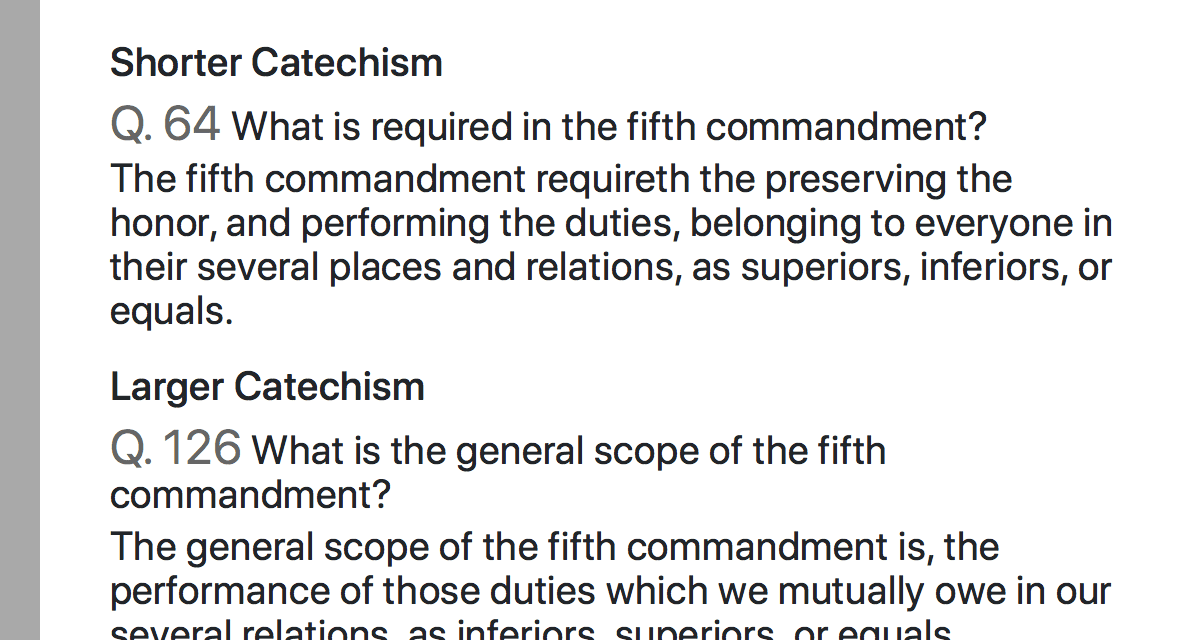 Shorter Catechism
Q. 64 What is required in the fifth commandment?
The fifth commandment requireth the preserving the
honor, and performing the duties, belonging to everyone in
their several places and relations, as superiors, inferiors, or
equals.
Larger Catechism
Q. 126 What is the general scope of the fifth
commandment?
The general scope of the fifth commandment is, the
performance of those duties which we mutually owe in our
several relations, as inferiors, superiors, or equals